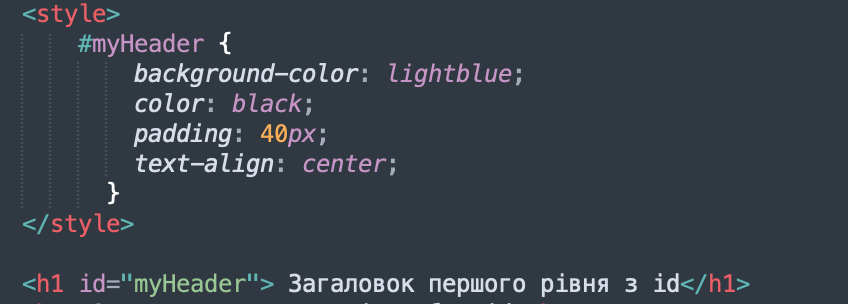 <style>
#myHeader {
background-color: lightblue;
color: black;
padding: 40px;
text-align: center;
}
</style>
<h1 id="myHeader"> Загаловок першого рівня з id</h1>